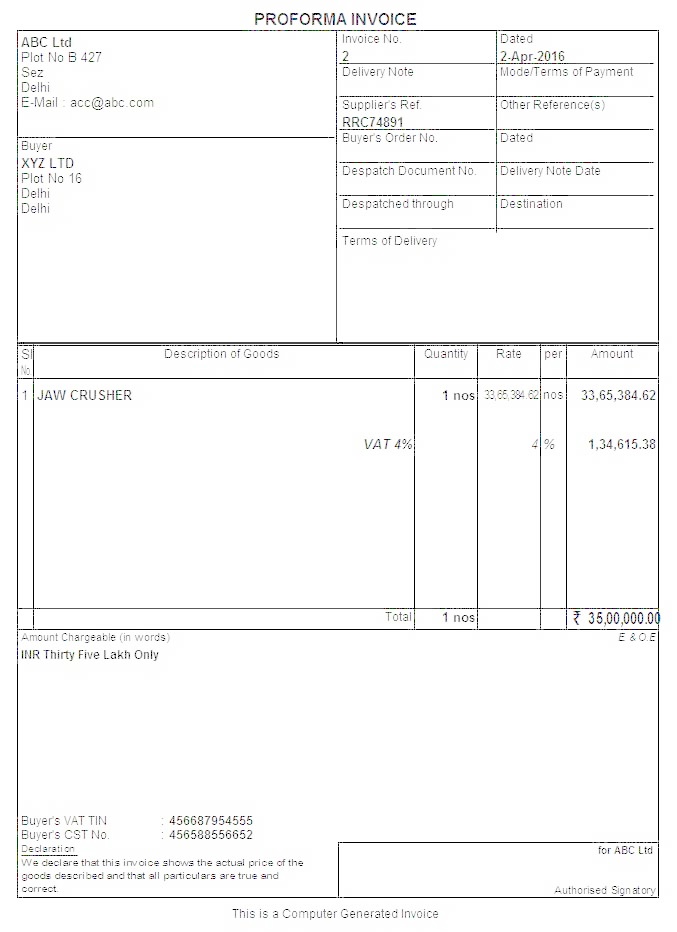 PROFORMA INVOICE
ABC Ltd
Plot No B 427
Sez
Delhi
E-Mail : acc@abc.com
Invoice No.
2
Dated
2-Apr-2016
Delivery Note
Mode/Terms of Payment
Supplier's Ref.
RRC74891
Other Reference(s)
Buyer
XYZ LTD
Plot No 16
Delhi
Delhi
Buyer's Order No.
Dated
Despatch Document No.
Delivery Note Date
Despatched through
Destination
Terms of Delivery
Sl No. Description of Goods Quantity Rate per Amount
1 JAW CRUSHER 1 nos 33,65,384.62 nos 33,65,384.62
VAT 4% 4 % 1,34,615.38
Total 1 nos ₹ 35,00,000.00
Amount Chargeable (in words) E. & O.E
INR Thirty Five Lakh Only
Buyer's VAT TIN : 456687954555
Buyer's CST No. : 456588556652
Declaration
We declare that this invoice shows the actual price of the
goods described and that all particulars are true and
correct.
for ABC Ltd.
Authorised Signatory
This is a Computer Generated Invoice